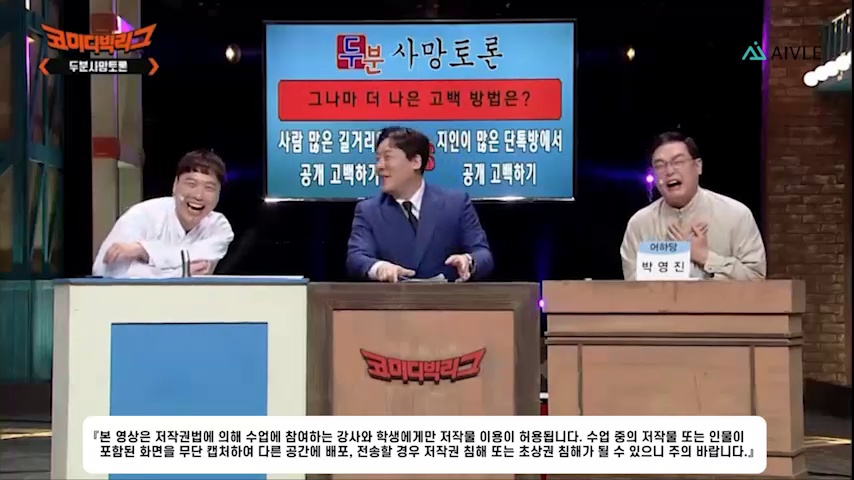 코미디빅리그
두분사망토론
AIVLE
두분 사망토론
그나마 더 나은 고백 방법은?
사람 많은 길거리
공개 고백하기
지인이 많은 단톡방에서
공개 고백하기
어하당
박영진
코미디빅리그
『본 영상은 저작권법에 의해 수업에 참여하는 강사와 학생에게만 저작물 이용이 허용됩니다. 수업 중의 저작물 또는 인물이
포함된 화면을 무단 캡처하여 다른 공간에 배포, 전송할 경우 저작권 침해 또는 초상권 침해가 될 수 있으니 주의 바랍니다.』